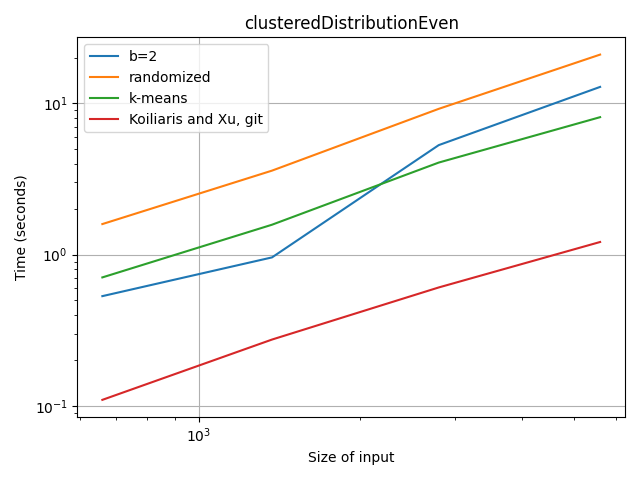 clusteredDistributionEven
b=2
randomized
k-means
Koiliaris and Xu, git
Time (seconds)
10¹
10⁰
10⁻¹
10³
Size of input